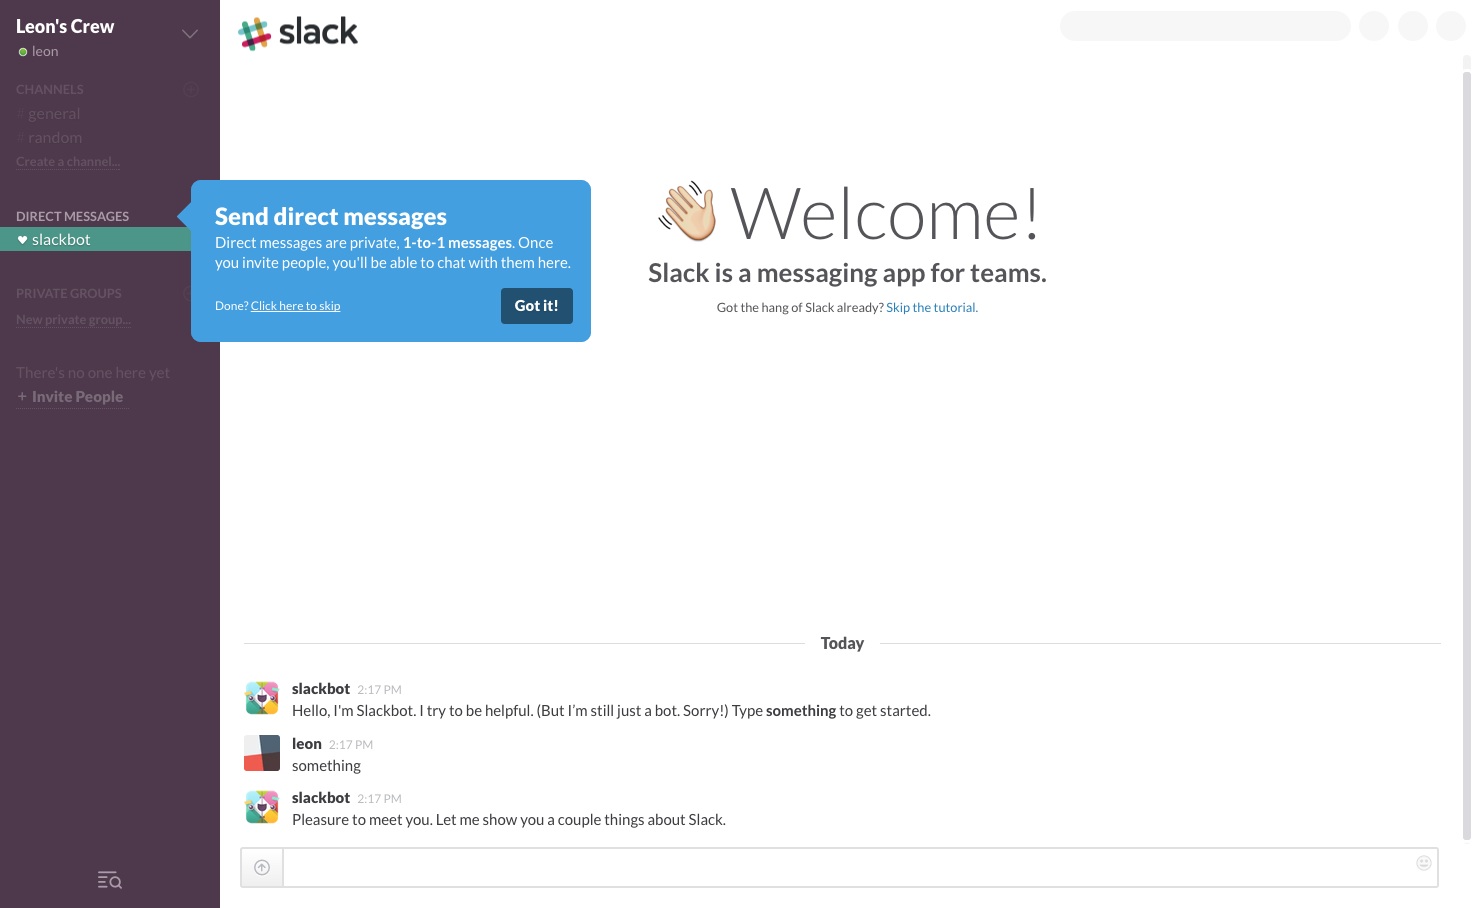 Leon's Crew
leon
CHANNELS
# general
# random
Create a channel...
DIRECT MESSAGES
slackbot
PRIVATE GROUPS
New private group...
There's no one here yet
+ Invite People
slack
Send direct messages
Direct messages are private, 1-to-1 messages. Once
you invite people, you'll be able to chat with them here.
Done? Click here to skip
Got it!
Welcome!
Slack is a messaging app for teams.
Got the hang of Slack already? Skip the tutorial.
Today
slackbot 2:17 PM
Hello, I'm Slackbot. I try to be helpful. (But I’m still just a bot. Sorry!) Type something to get started.
leon 2:17 PM
something
slackbot 2:17 PM
Pleasure to meet you. Let me show you a couple things about Slack.